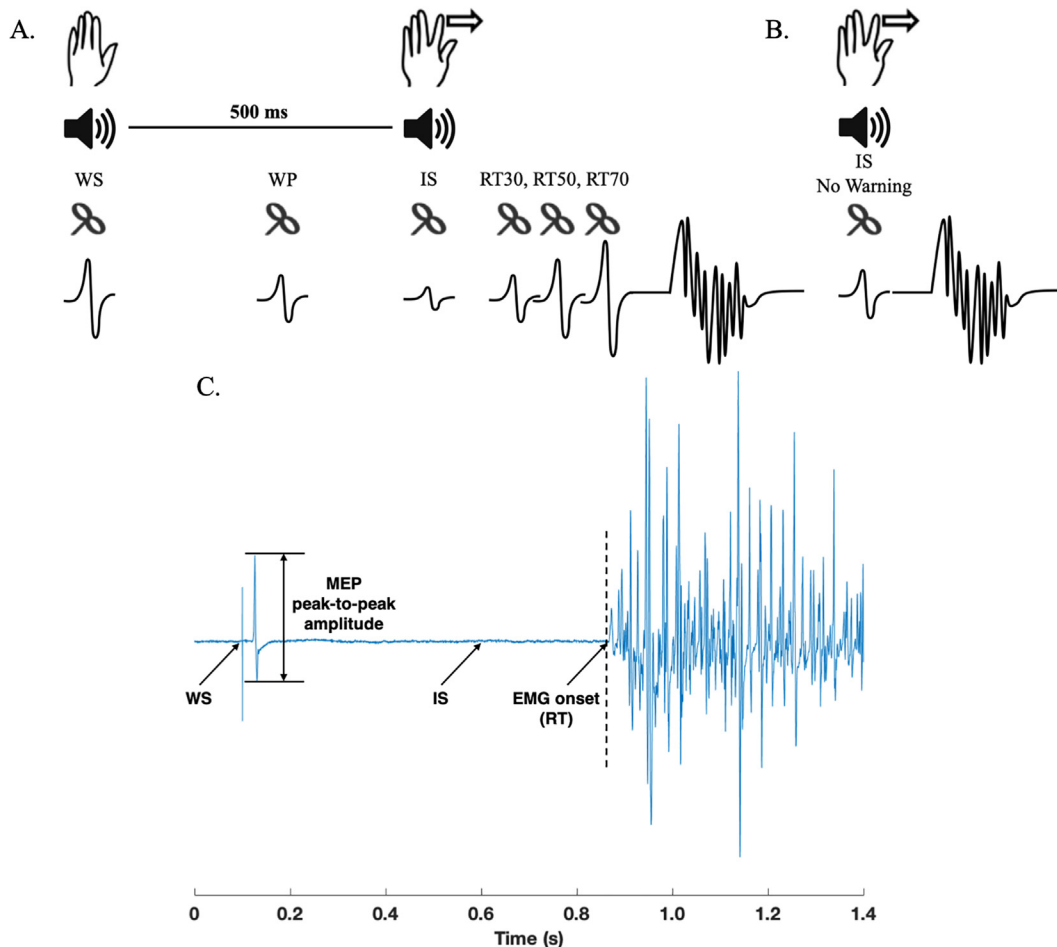 A.
B.
500 ms
WS
WP
IS
RT30, RT50, RT70
IS
No Warning
C.
MEP
peak-to-peak
amplitude
WS
IS
EMG onset
(RT)
0
0.2
0.4
0.6
0.8
1.0
1.2
1.4
Time (s)